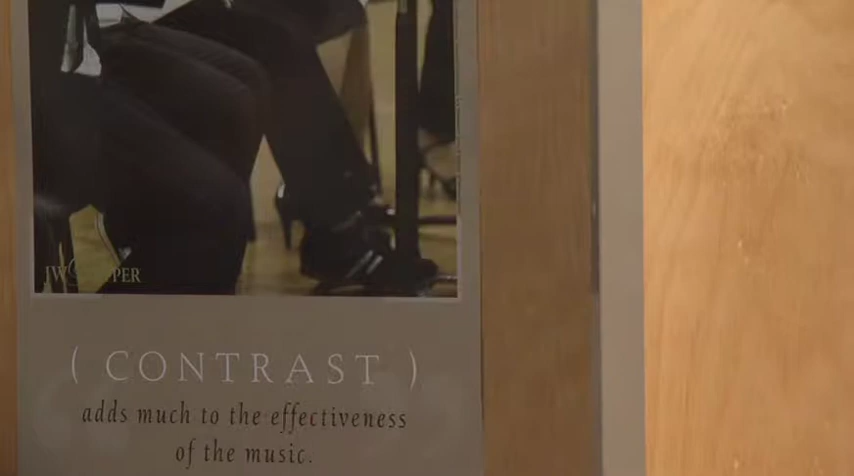 ( CONTRAST )
adds much to the effectiveness
of the music.